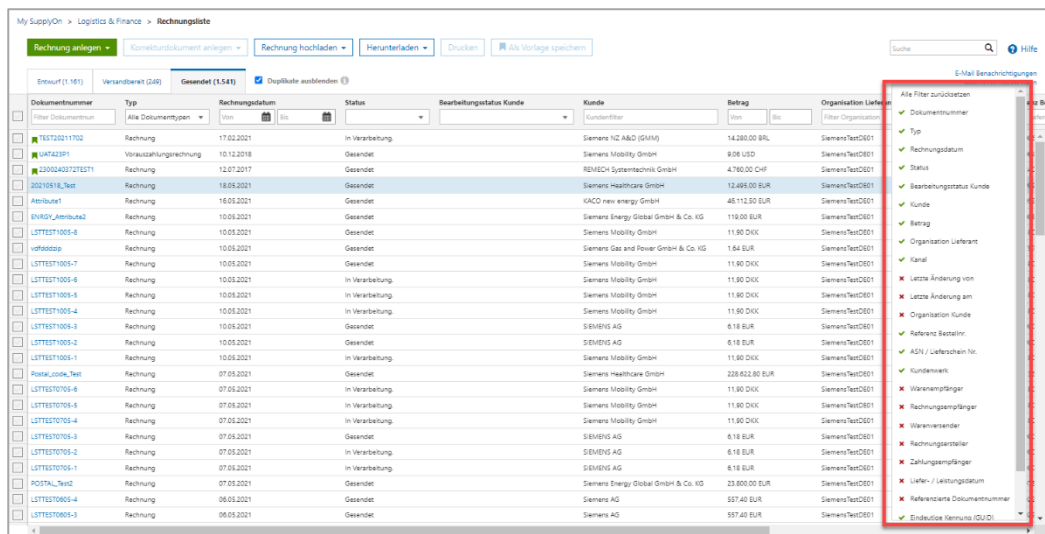 My SupplyOn > Logistics & Finance > Rechnungsliste
Rechnung anlegen Korrekturdokument anlegen Rechnung hochladen Herunterladen Drucken Als Vorlage speichern Suche Hilfe
E-Mail Benachrichtigungen
Entwurf (1.161) Versandbereit (249) Gesendet (1.541) Duplikate ausblenden
Dokumentnummer Typ Rechnungsdatum Status Bearbeitungsstatus Kunde Kunde Betrag Organisation Lieferan
Filter Dokumentnun Alle Dokumenttypen Von Bis Kundenfilter Von Bis Filter Organisation
TEST20211702 Rechnung 17.02.2021 In Verarbeitung. Siemens NZ A&D (GMM) 14.280,00 BRL SiemensTestDE01
UAT423P1 Vorauszahlungsrechnung 10.12.2018 Gesendet Siemens Mobility GmbH 9,06 USD SiemensTestDE01
2300240372TEST1 Rechnung 12.07.2017 Gesendet REMECH Systemtechnik GmbH 4.760,00 CHF SiemensTestDE01
20210518_Test Rechnung 18.05.2021 Gesendet Siemens Healthcare GmbH 12.495,00 EUR SiemensTestDE01
Attribute1 Rechnung 16.05.2021 Gesendet KACO new energy GmbH 46.112,50 EUR SiemensTestDE01
ENRGY_Attribute2 Rechnung 10.05.2021 Gesendet Siemens Energy Global GmbH & Co. KG 119,00 EUR SiemensTestDE01
LSTTEST1005-8 Rechnung 10.05.2021 Gesendet Siemens Mobility GmbH 11,90 DKK SiemensTestDE01
vdfdddzip Rechnung 10.05.2021 Gesendet Siemens Gas and Power GmbH & Co. KG 1,64 EUR SiemensTestDE01
LSTTEST1005-7 Rechnung 10.05.2021 Gesendet Siemens Mobility GmbH 11,90 DKK SiemensTestDE01
LSTTEST1005-6 Rechnung 10.05.2021 In Verarbeitung. Siemens Mobility GmbH 11,90 DKK SiemensTestDE01
LSTTEST1005-5 Rechnung 10.05.2021 In Verarbeitung. Siemens Mobility GmbH 11,90 DKK SiemensTestDE01
LSTTEST1005-4 Rechnung 10.05.2021 In Verarbeitung. Siemens Mobility GmbH 11,90 DKK SiemensTestDE01
LSTTEST1005-3 Rechnung 10.05.2021 Gesendet SIEMENS AG 6,18 EUR SiemensTestDE01
LSTTEST1005-2 Rechnung 10.05.2021 Gesendet SIEMENS AG 6,18 EUR SiemensTestDE01
LSTTEST1005-1 Rechnung 10.05.2021 Gesendet Siemens Mobility GmbH 11,90 DKK SiemensTestDE01
Postal_code_Test Rechnung 07.05.2021 Gesendet Siemens Healthcare GmbH 228.622,80 EUR SiemensTestDE01
LSTTEST0705-6 Rechnung 07.05.2021 In Verarbeitung. Siemens Mobility GmbH 11,90 DKK SiemensTestDE01
LSTTEST0705-5 Rechnung 07.05.2021 In Verarbeitung. Siemens Mobility GmbH 11,90 DKK SiemensTestDE01
LSTTEST0705-4 Rechnung 07.05.2021 In Verarbeitung. Siemens Mobility GmbH 11,90 DKK SiemensTestDE01
LSTTEST0705-3 Rechnung 07.05.2021 Gesendet SIEMENS AG 6,18 EUR SiemensTestDE01
LSTTEST0705-2 Rechnung 07.05.2021 In Verarbeitung. SIEMENS AG 6,18 EUR SiemensTestDE01
LSTTEST0705-1 Rechnung 07.05.2021 In Verarbeitung. SIEMENS AG 6,18 EUR SiemensTestDE01
POSTAL_Test2 Rechnung 07.05.2021 Gesendet Siemens Energy Global GmbH & Co. KG 23.800,00 EUR SiemensTestDE01
LSTTEST0605-4 Rechnung 06.05.2021 Gesendet Siemens AG 557,40 EUR SiemensTestDE01
LSTTEST0605-3 Rechnung 06.05.2021 Gesendet Siemens AG 557,40 EUR SiemensTestDE01
Alle Filter zurücksetzen
Dokumentnummer
Typ
Rechnungsdatum
Status
Bearbeitungsstatus Kunde
Kunde
Betrag
Organisation Lieferant
Kanal
Letzte Änderung von
Letzte Änderung am
Organisation Kunde
Referenz Bestellnr.
ASN / Lieferschein Nr.
Kundenwerk
Warenempfänger
Rechnungsempfänger
Warenversender
Rechnungsersteller
Zahlungsempfänger
Liefer- / Leistungsdatum
Referenzierte Dokumentnummer
Eindeutige Kennung (GUID)